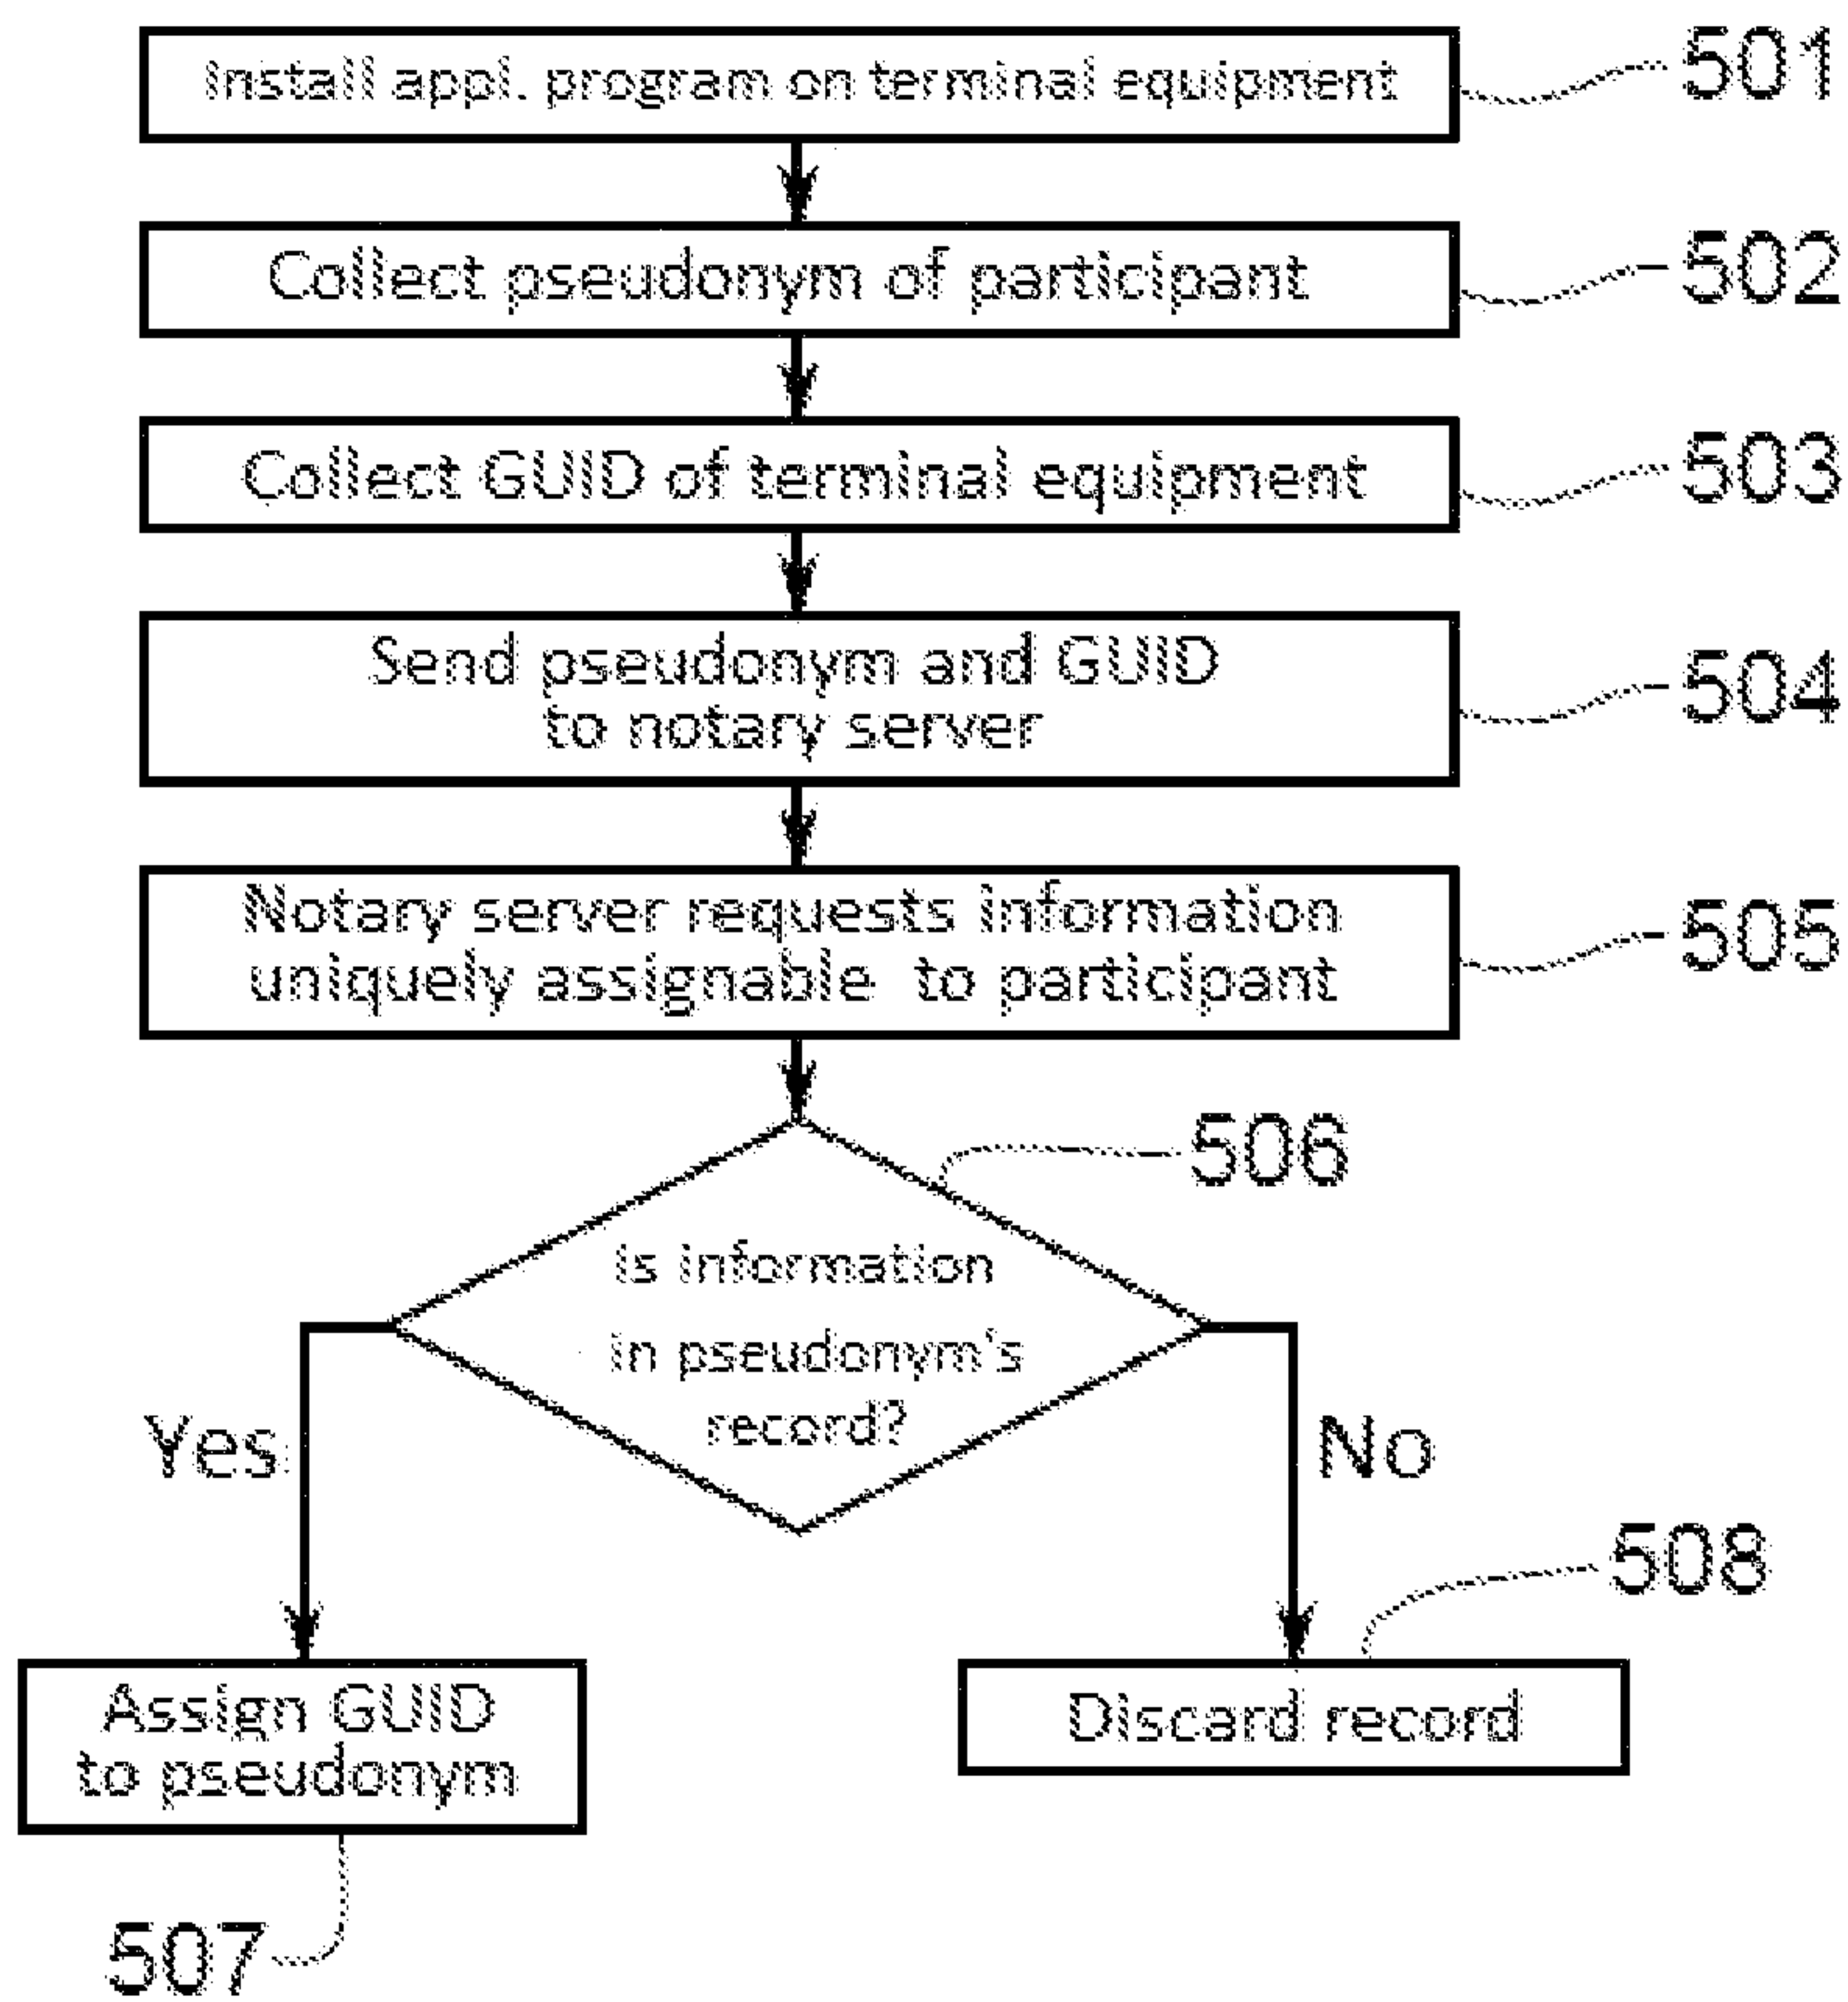 Install appl. program on terminal equipment
501
Collect pseudonym of participant
502
Collect GUID of terminal equipment
503
Send pseudonym and GUID
to notary server
504
Notary server requests information
uniquely assignable to participant
505
506
is information
in pseudonym's
record?
Yes
No
508
Assign GUID
to pseudonym
Discard record
507